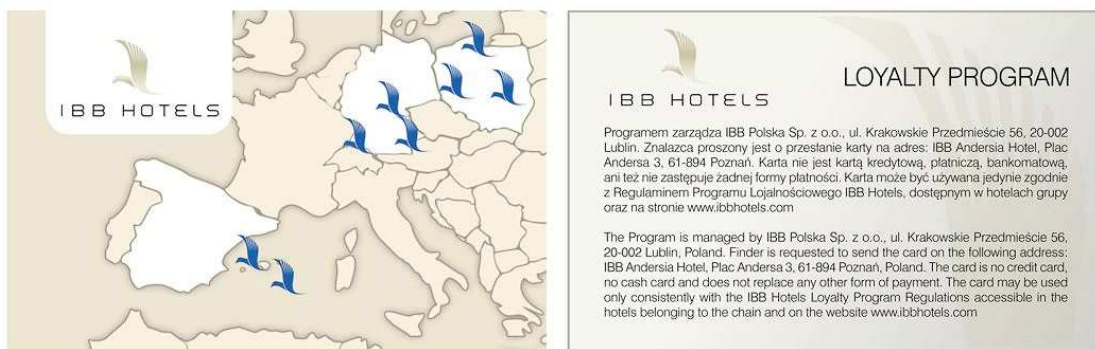 IBB HOTELS
IBB HOTELS
LOYALTY PROGRAM
Programem zarządza IBB Polska Sp. z o.o., ul. Krakowskie Przedmieście 56, 20-002
Lublin. Znalazca proszony jest o przesłanie karty na adres: IBB Andersia Hotel, Plac
Andersa 3, 61-894 Poznań. Karta nie jest kartą kredytową, płatniczą, bankomatową,
ani też nie zastępuje żadnej formy płatności. Karta może być używana jedynie zgodnie
z Regulaminem Programu Lojalnościowego IBB Hotels, dostępnym w hotelach grupy
oraz na stronie www.ibbhotels.com
The Program is managed by IBB Polska Sp. z o.o., ul. Krakowskie Przedmieście 56,
20-002 Lublin, Poland. Finder is requested to send the card on the following address:
IBB Andersia Hotel, Plac Andersa 3, 61-894 Poznań, Poland. The card is no credit card,
no cash card and does not replace any other form of payment. The card may be used
only consistently with the IBB Hotels Loyalty Program Regulations accessible in the
hotels belonging to the chain and on the website www.ibbhotels.com